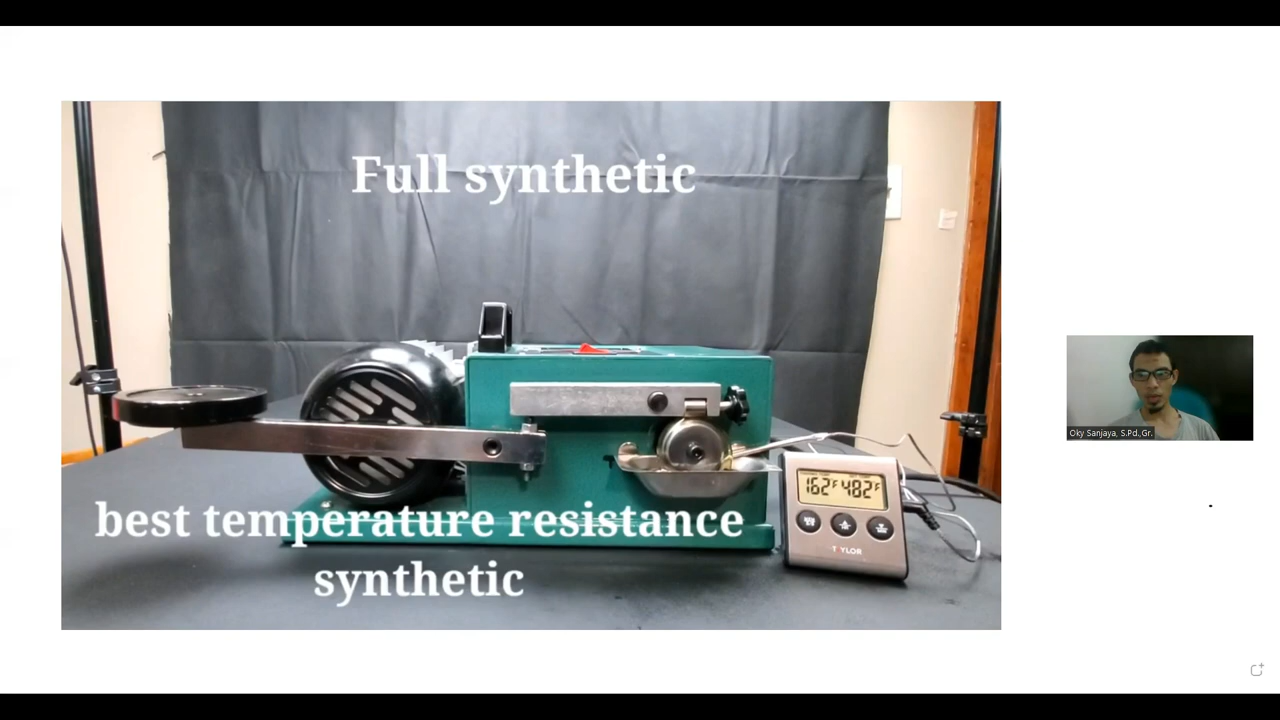 Full synthetic
162°F 482°F
best temperature resistance
synthetic
TAYLOR
Oky Sanjaya, S.Pd.,Gr.